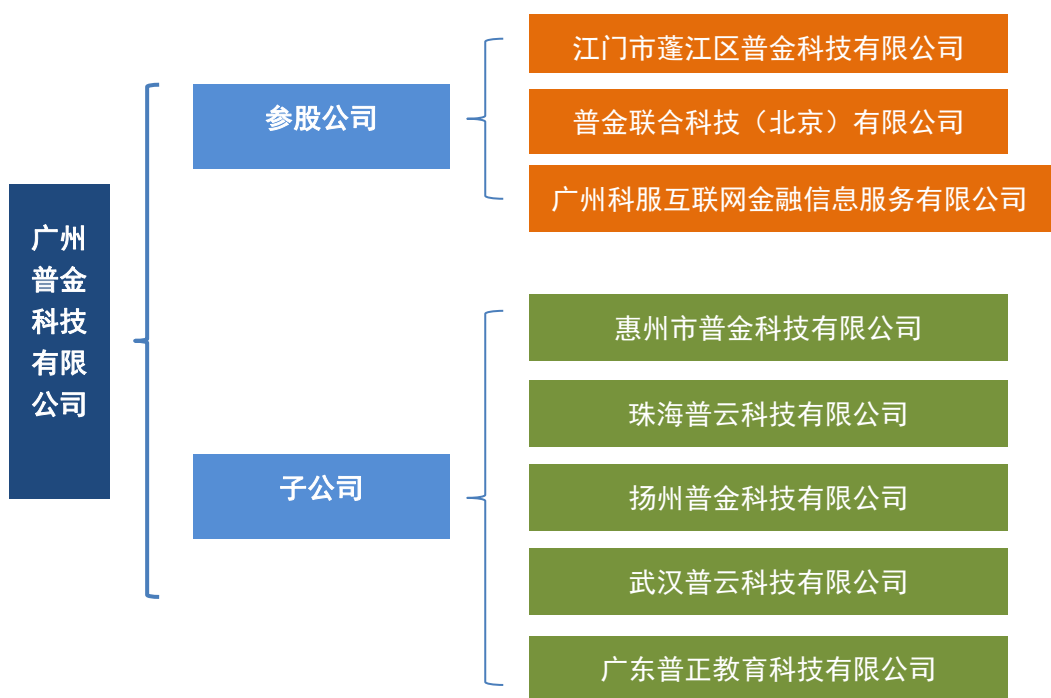 广州
普金
科技
有限
公司
参股公司
江门市蓬江区普金科技有限公司
普金联合科技（北京）有限公司
广州科服互联网金融信息服务有限公司
子公司
惠州市普金科技有限公司
珠海普云科技有限公司
扬州普金科技有限公司
武汉普云科技有限公司
广东普正教育科技有限公司